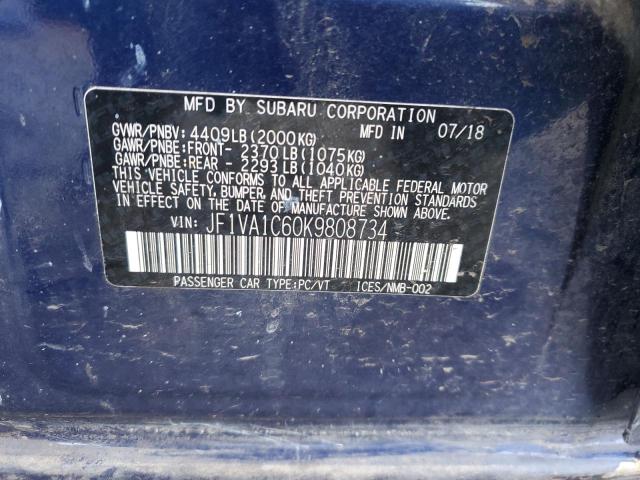 MFD BY SUBARU CORPORATION
GVWR/PNBV: 4409LB(2000KG) MFD IN 07/18
GAWR/PNBE:FRONT- 2370LB(1075KG)
GAWR/PNBE:REAR - 2293LB(1040KG)
THIS VEHICLE CONFORMS TO ALL APPLICABLE FEDERAL MOTOR
VEHICLE SAFETY, BUMPER, AND THEFT PREVENTION STANDARDS
IN EFFECT ON THE DATE OF MANUFACTURE SHOWN ABOVE.
VIN: JF1VA1C60K9808734
PASSENGER CAR TYPE:PC/VT ICES/NMB-002